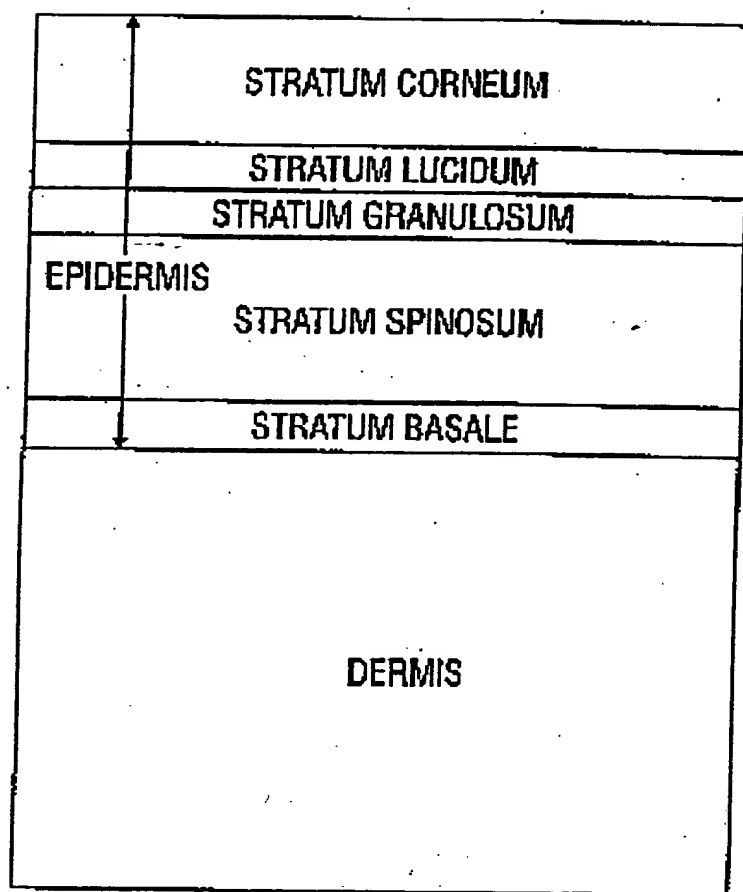 STRATUM CORNEUM
STRATUM LUCIDUM
STRATUM GRANULOSUM
EPIDERMIS
STRATUM SPINOSUM
STRATUM BASALE
DERMIS